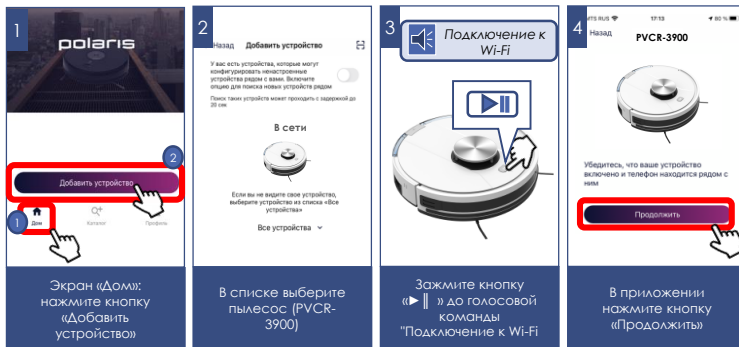 1
polaris
2
Добавить устройство
1
Дом
Каталог
Профиль
Экран «Дом»:
нажмите кнопку
«Добавить
устройство»
2
Назад Добавить устройство
У вас есть устройства, которые могут
конфигурировать ненастроенные
устройства рядом с вами. Включите
опцию для поиска новых устройств рядом
Поиск таких устройств может проходить с задержкой до
20 сек
В сети
Если вы не видите свое устройство,
выберите устройство из списка «Все
устройства»
Все устройства
В списке выберите
пылесос (PVCR-
3900)
3
Подключение к
Wi-Fi
Зажмите кнопку
«►║ » до голосовой
команды
"Подключение к Wi-Fi
4
MTS RUS 17:13 80 %
Назад PVCR-3900
Убедитесь, что ваше устройство
включено и телефон находится рядом с
ним
Продолжить
В приложении
нажмите кнопку
«Продолжить»